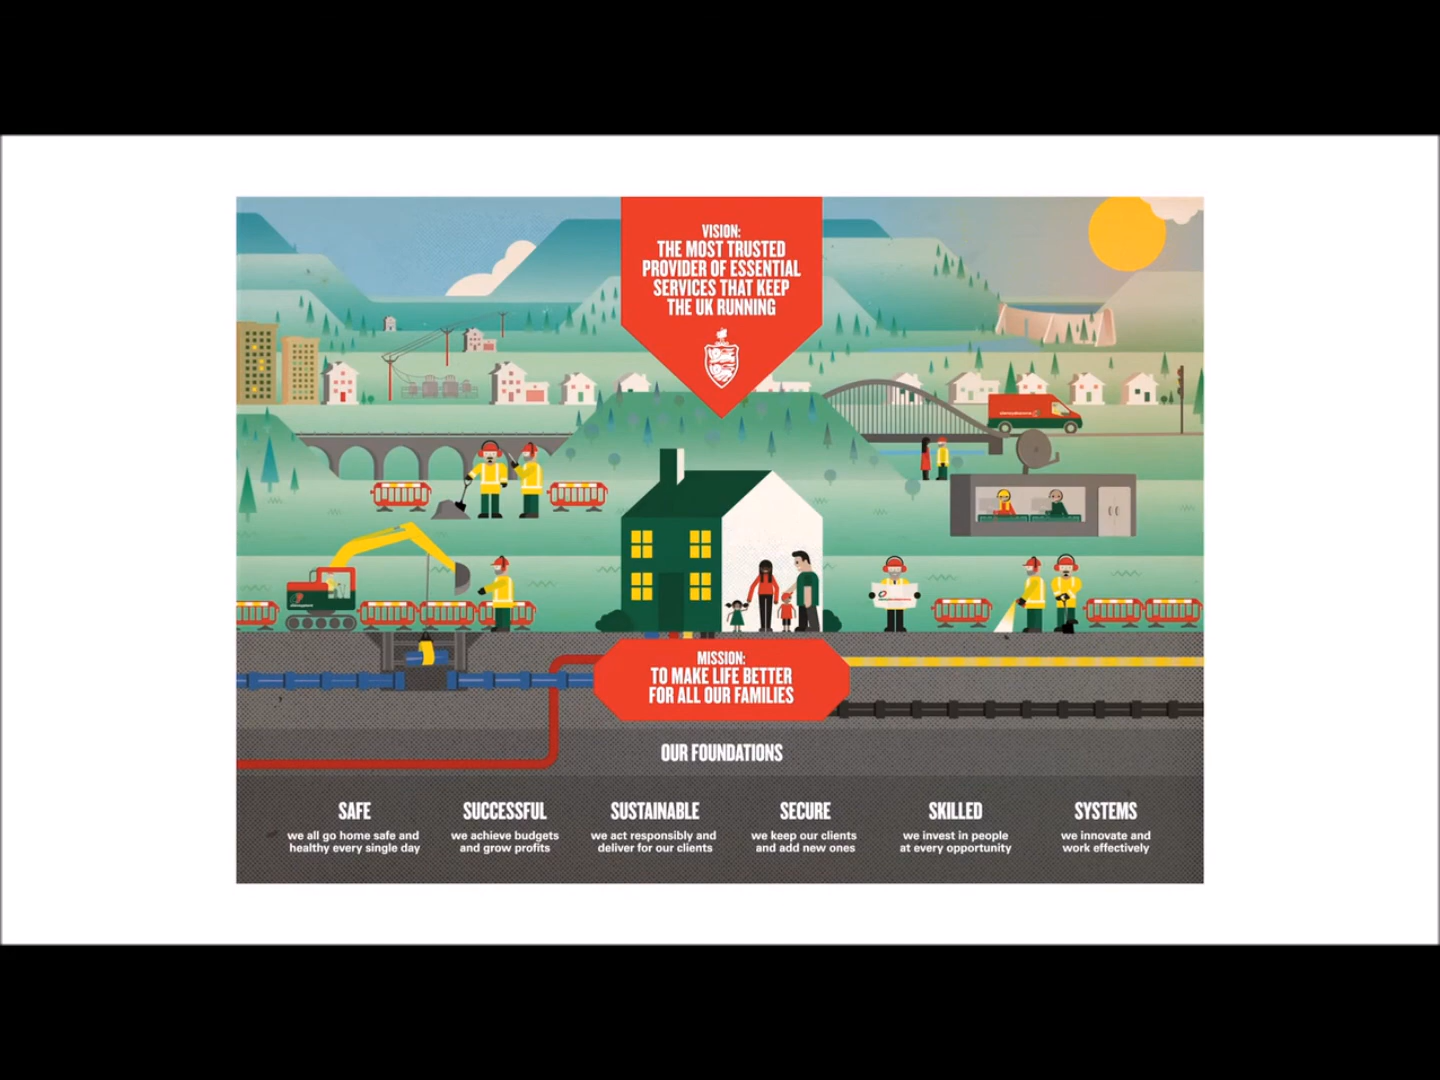 VISION:
THE MOST TRUSTED
PROVIDER OF ESSENTIAL
SERVICES THAT KEEP
THE UK RUNNING
MISSION:
TO MAKE LIFE BETTER
FOR ALL OUR FAMILIES
OUR FOUNDATIONS
SAFE
we all go home safe and
healthy every single day
SUCCESSFUL
we achieve budgets
and grow profits
SUSTAINABLE
we act responsibly and
deliver for our clients
SECURE
we keep our clients
and add new ones
SKILLED
we invest in people
at every opportunity
SYSTEMS
we innovate and
work effectively